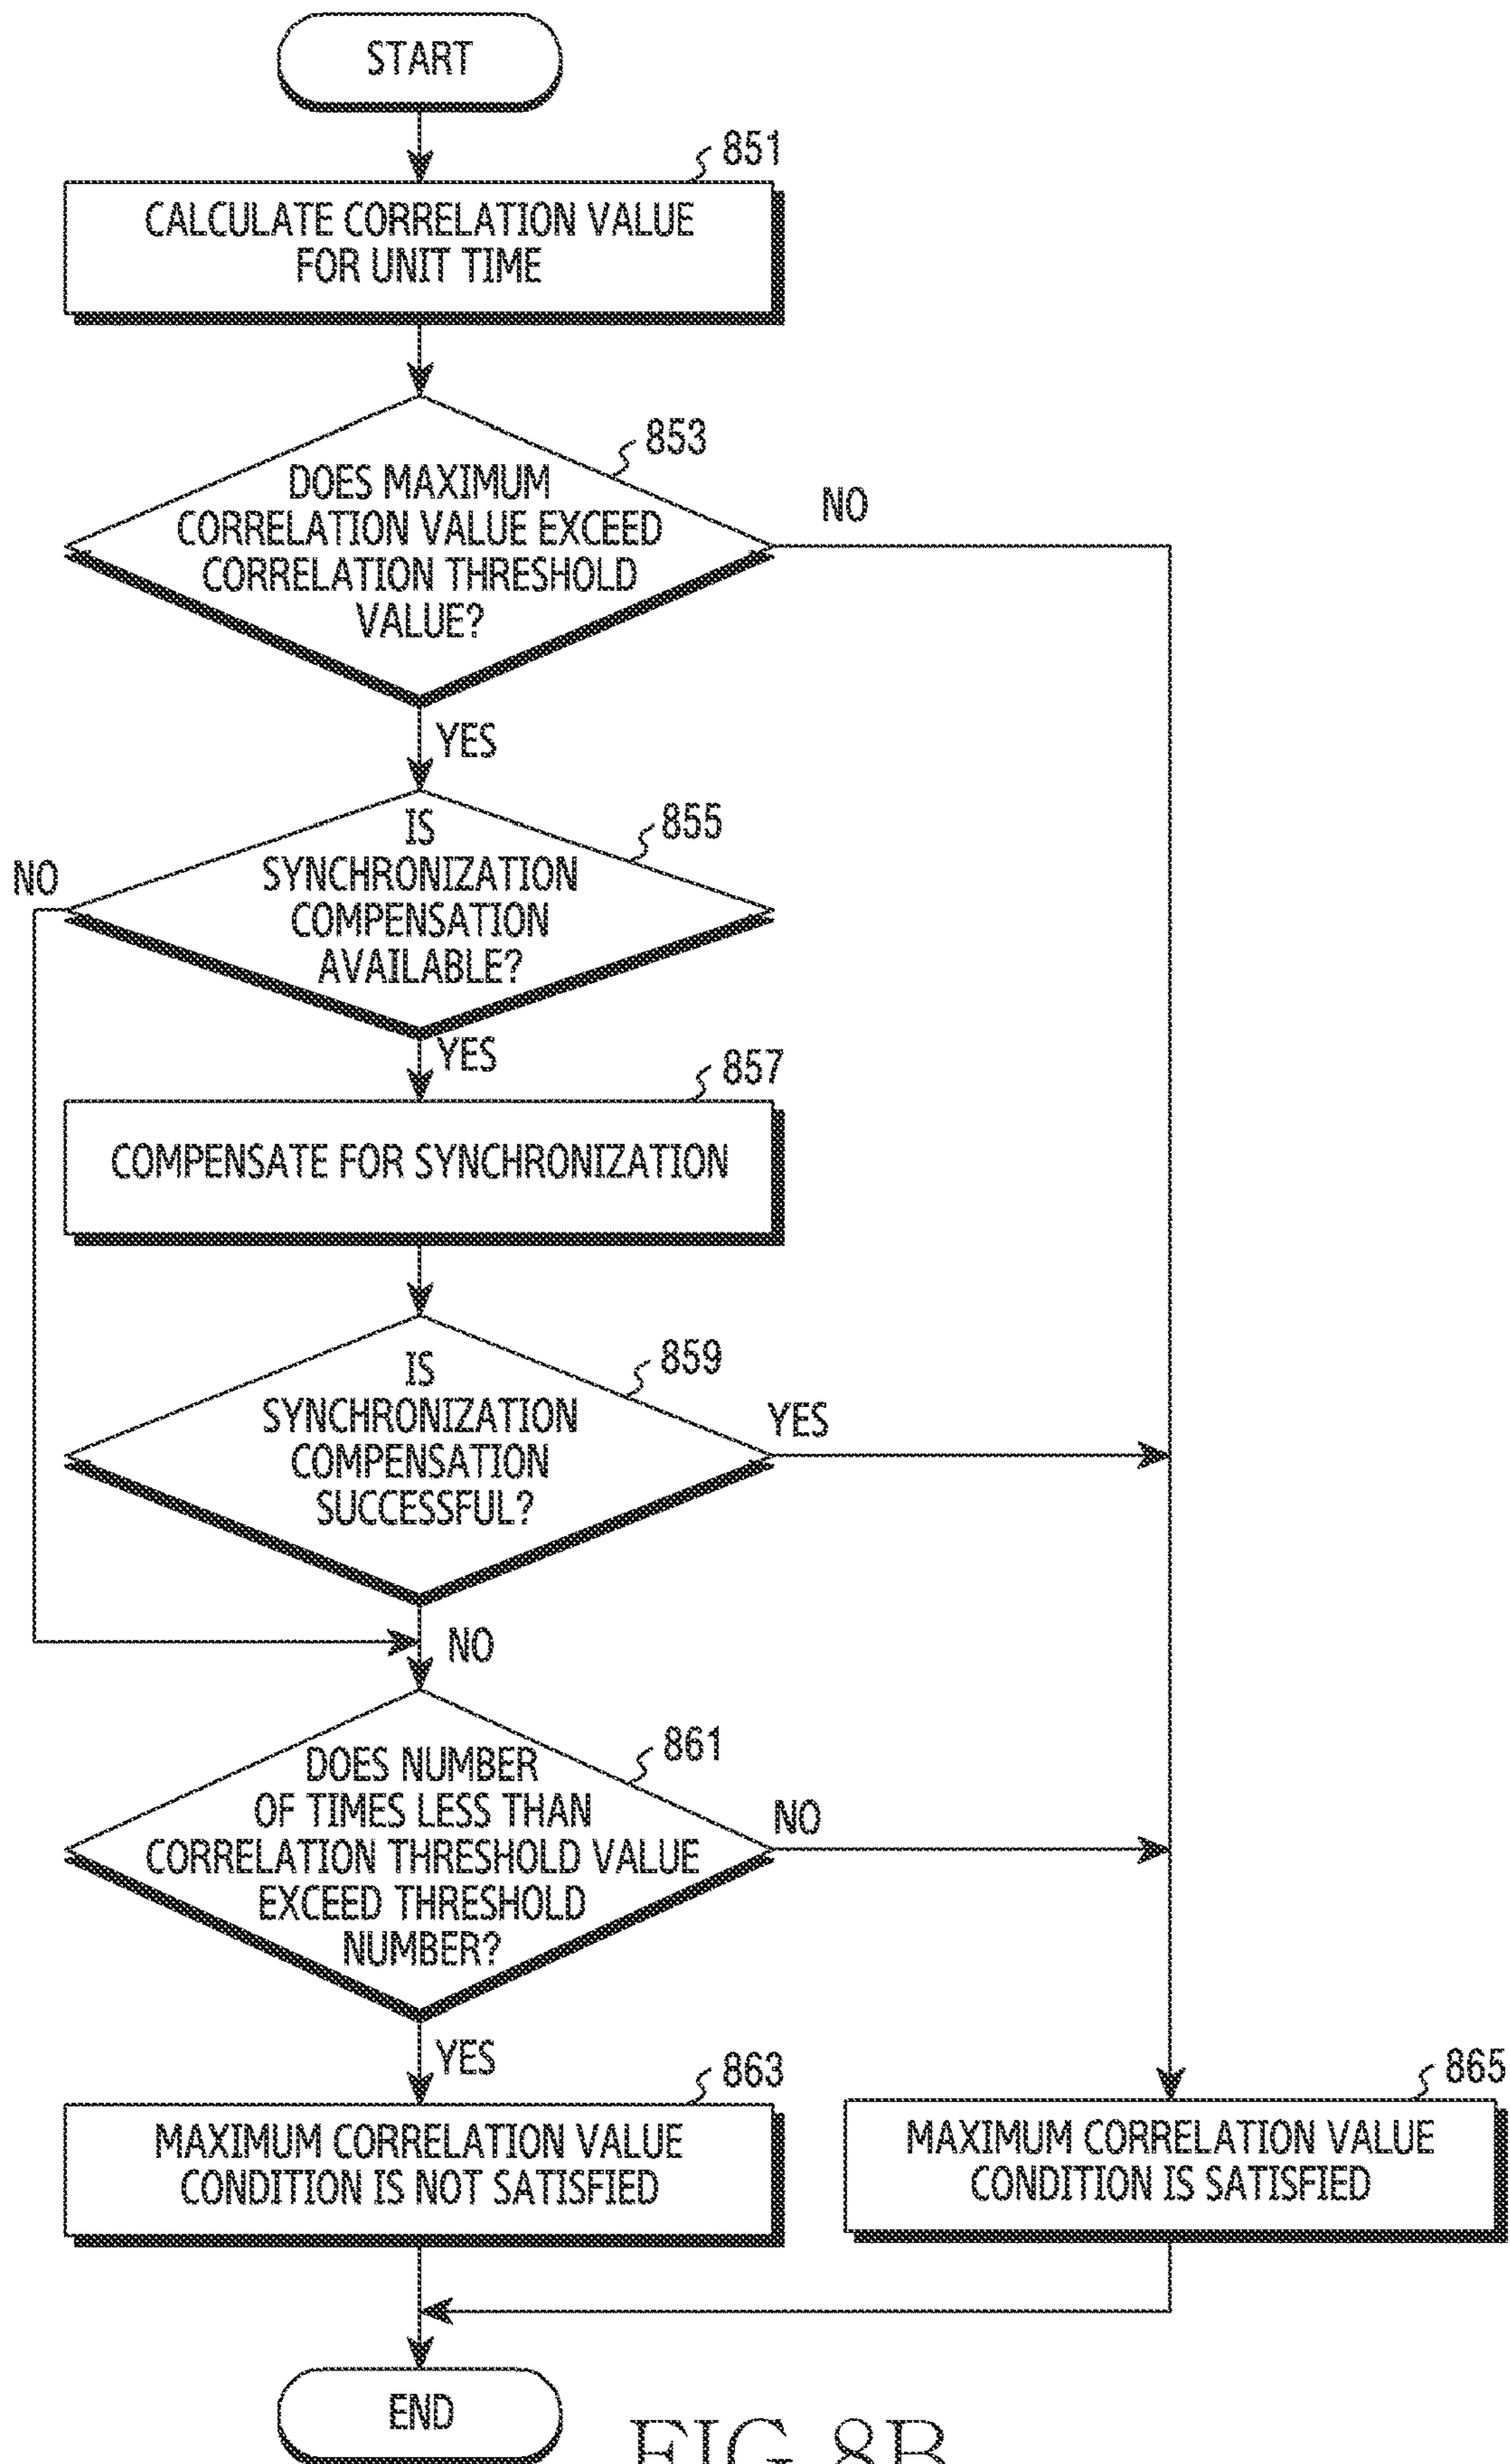 START
851
CALCULATE CORRELATION VALUE
FOR UNIT TIME
853
DOES MAXIMUM
CORRELATION VALUE EXCEED
CORRELATION THRESHOLD
VALUE?
NO
YES
855
IS
SYNCHRONIZATION
COMPENSATION
AVAILABLE?
NO
YES
857
COMPENSATE FOR SYNCHRONIZATION
859
IS
SYNCHRONIZATION
COMPENSATION
SUCCESSFUL?
YES
NO
861
DOES NUMBER
OF TIMES LESS THAN
CORRELATION THRESHOLD VALUE
EXCEED THRESHOLD
NUMBER?
NO
YES
863
MAXIMUM CORRELATION VALUE
CONDITION IS NOT SATISFIED
865
MAXIMUM CORRELATION VALUE
CONDITION IS SATISFIED
END
FIG.8B